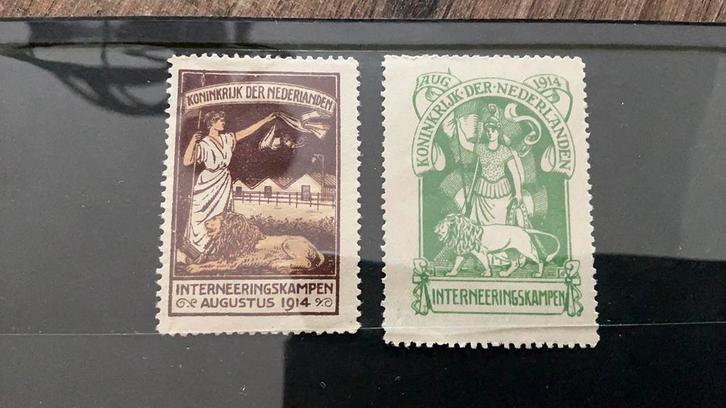 KONINKRIJK DER NEDERLANDEN
INTERNEERINGSKAMPEN
AUGUSTUS 1914
AUG 1914
KONINKRIJK·DER·NEDERLANDEN
INTERNEERINGSKAMPEN